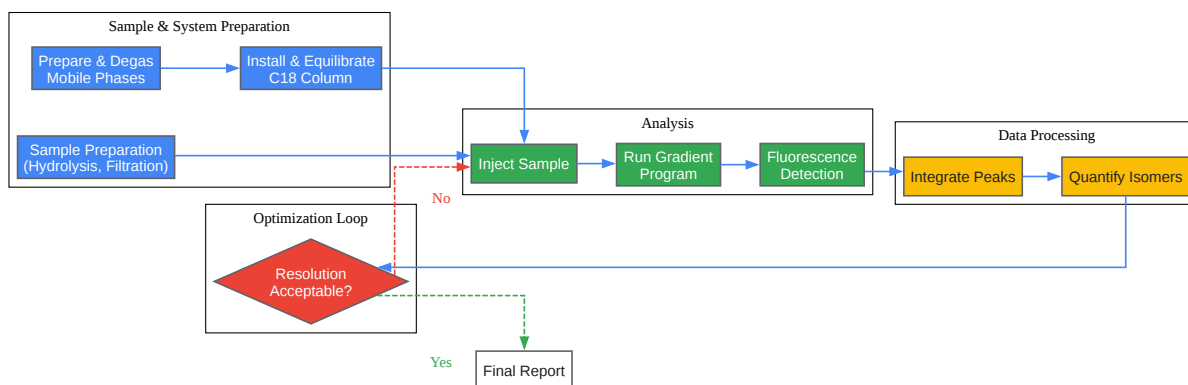 Sample & System Preparation
Prepare & Degas
Mobile Phases
Install & Equilibrate
C18 Column
Sample Preparation
(Hydrolysis, Filtration)
Analysis
Inject Sample
Run Gradient
Program
Fluorescence
Detection
Data Processing
Integrate Peaks
Quantify Isomers
No
Optimization Loop
Resolution
Acceptable?
Yes
Final Report